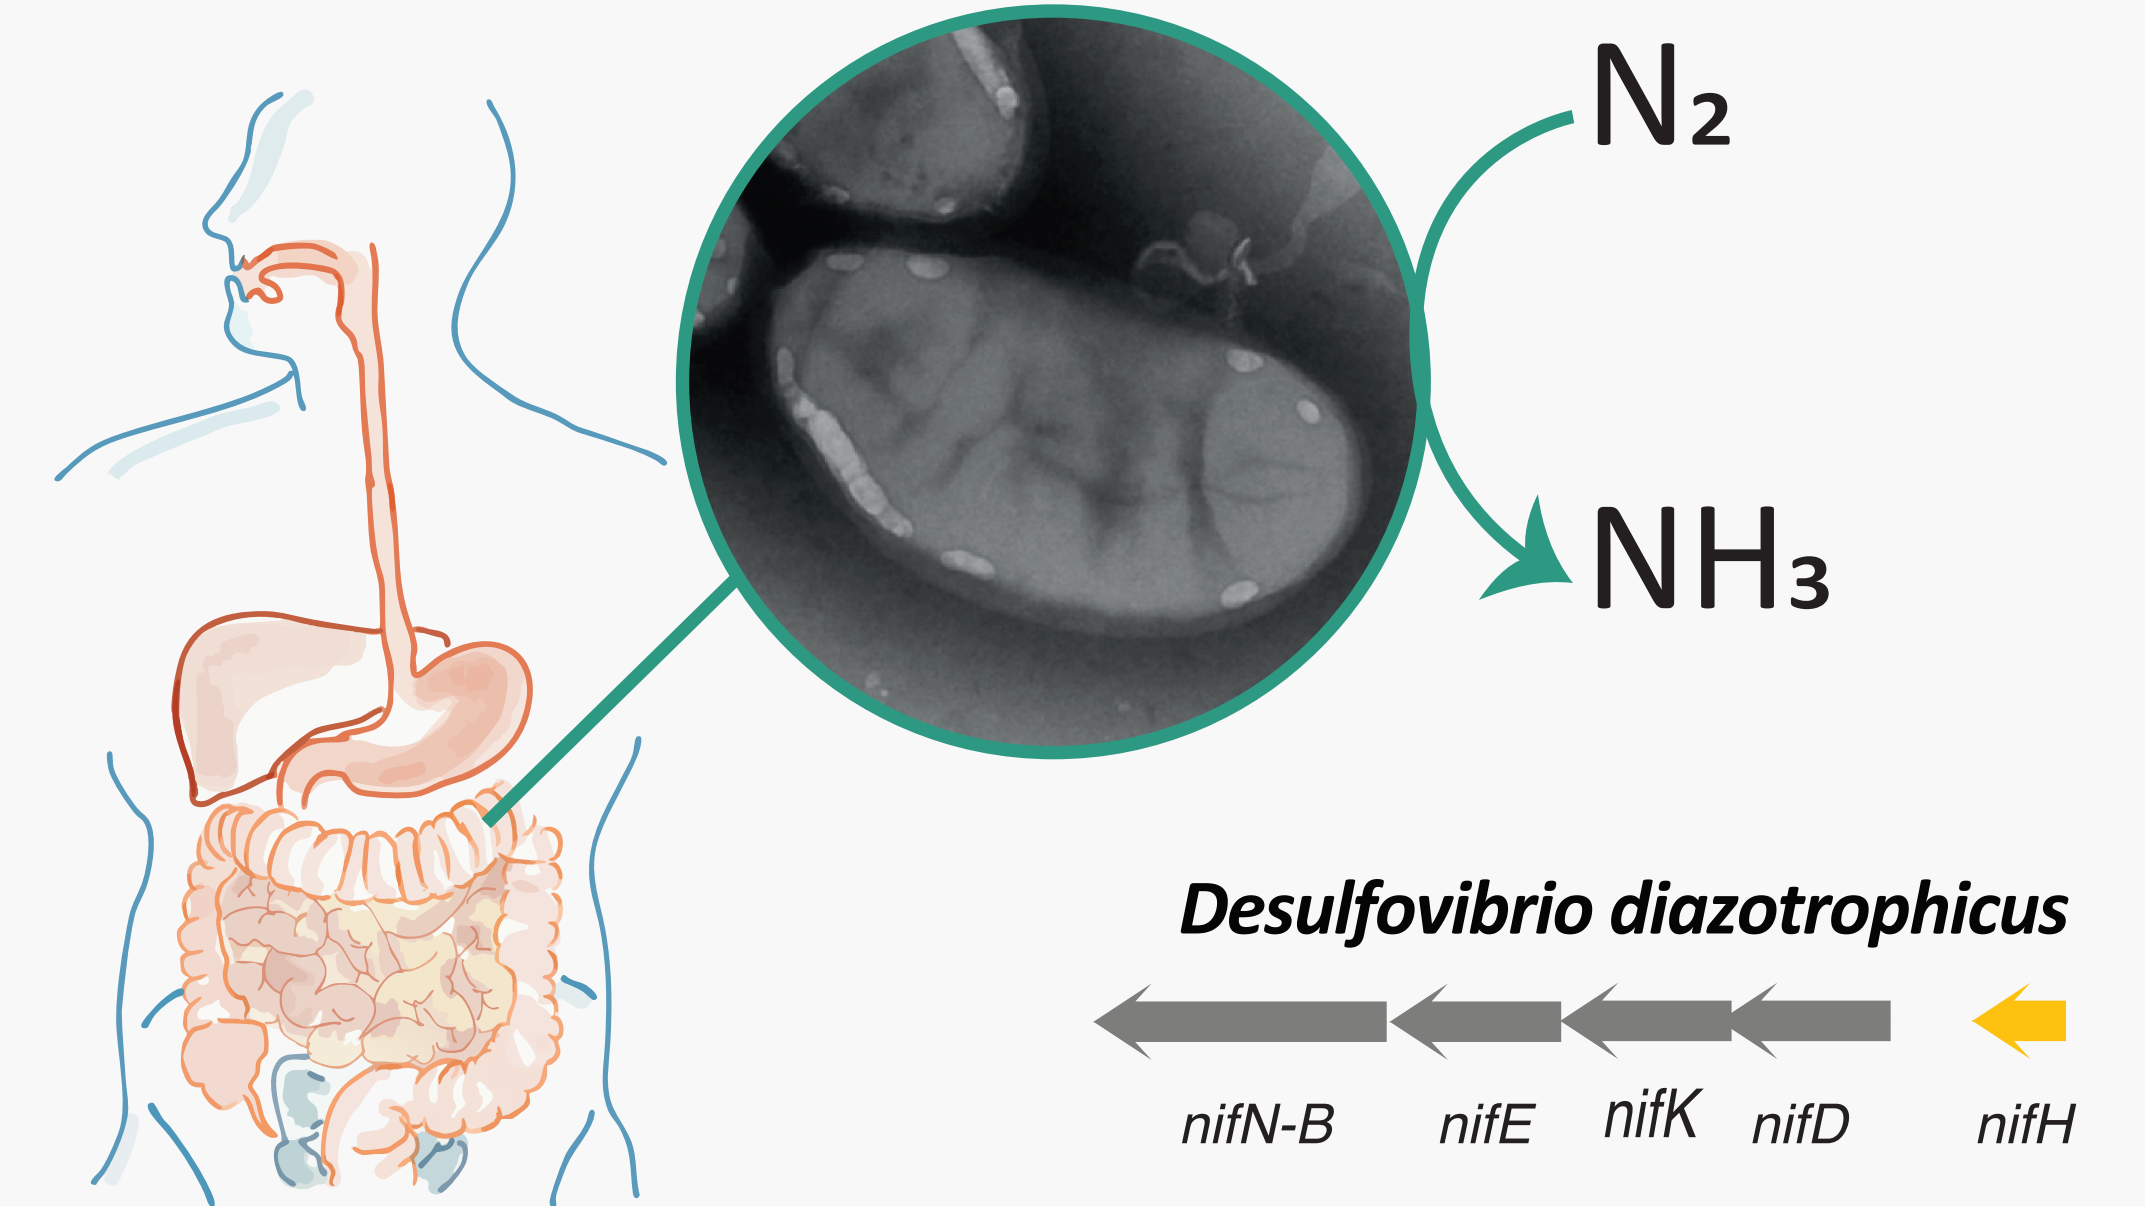 N₂
NH₃
Desulfovibrio diazotrophicus
nifN-B nifE nifK nifD nifH